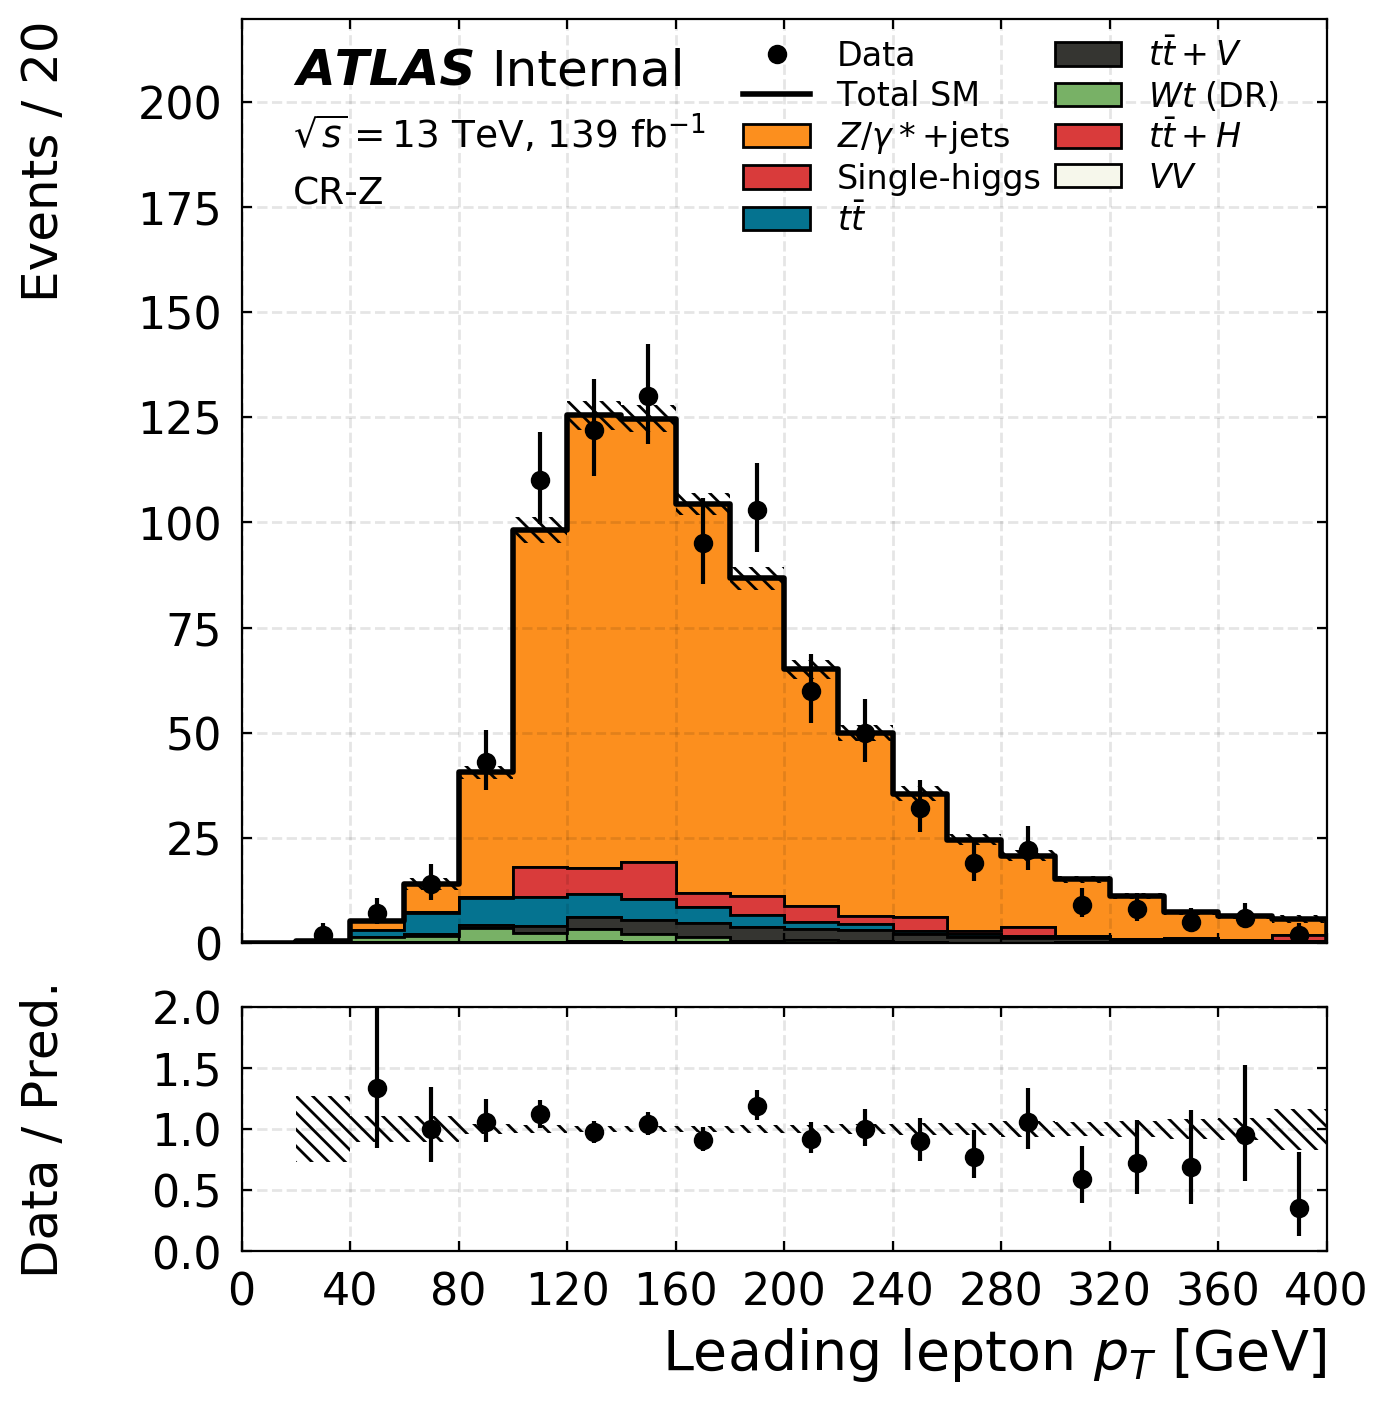 Events / 20
ATLAS Internal
√s = 13 TeV, 139 fb⁻¹
CR-Z
Data
Total SM
Z/γ*+jets
Single-higgs
tt̄
tt̄ + V
Wt (DR)
tt̄ + H
VV
200
175
150
125
100
75
50
25
0
Data / Pred.
2.0
1.5
1.0
0.5
0.0
0 40 80 120 160 200 240 280 320 360 400
Leading lepton p_T [GeV]